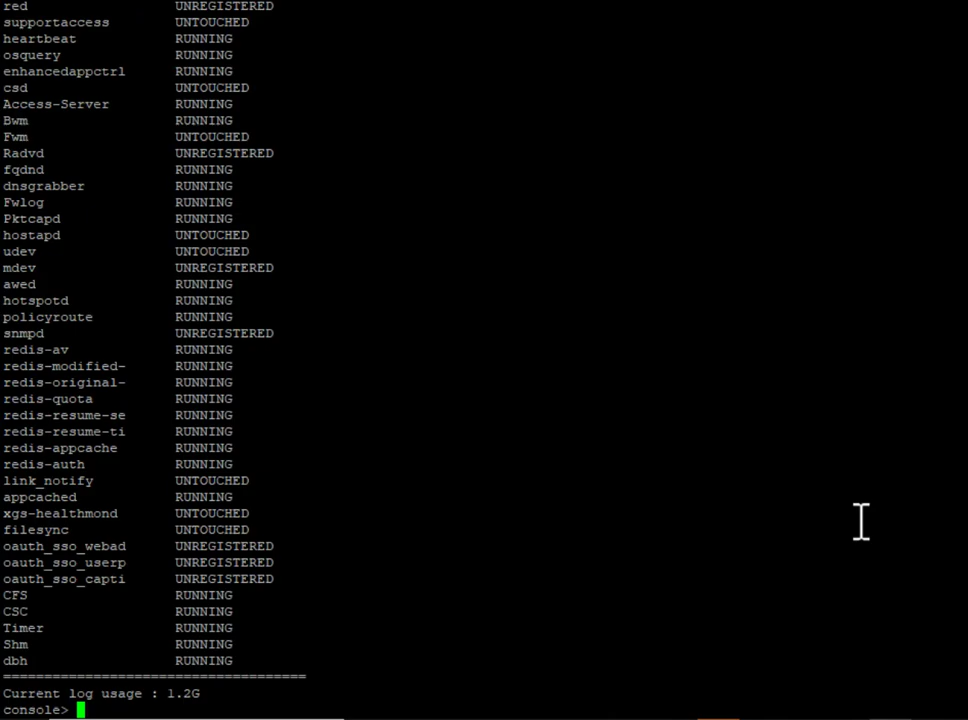 red UNREGISTERED
supportaccess UNTOUCHED
heartbeat RUNNING
osquery RUNNING
enhancedappctrl RUNNING
csd UNTOUCHED
Access-Server RUNNING
Bwm RUNNING
Fwm UNTOUCHED
Radvd UNREGISTERED
fqdnd RUNNING
dnsgrabber RUNNING
Fwlog RUNNING
Pktcapd RUNNING
hostapd UNTOUCHED
udev UNTOUCHED
mdev UNREGISTERED
awed RUNNING
hotspotd RUNNING
policyroute RUNNING
snmpd UNREGISTERED
redis-av RUNNING
redis-modified- RUNNING
redis-original- RUNNING
redis-quota RUNNING
redis-resume-se RUNNING
redis-resume-ti RUNNING
redis-appcache RUNNING
redis-auth RUNNING
link_notify UNTOUCHED
appcached RUNNING
xgs-healthmond UNTOUCHED
filesync UNTOUCHED
oauth_sso_webad UNREGISTERED
oauth_sso_userp UNREGISTERED
oauth_sso_capti UNREGISTERED
CFS RUNNING
CSC RUNNING
Timer RUNNING
Shm RUNNING
dbh RUNNING
=====================================
Current log usage : 1.2G
console>